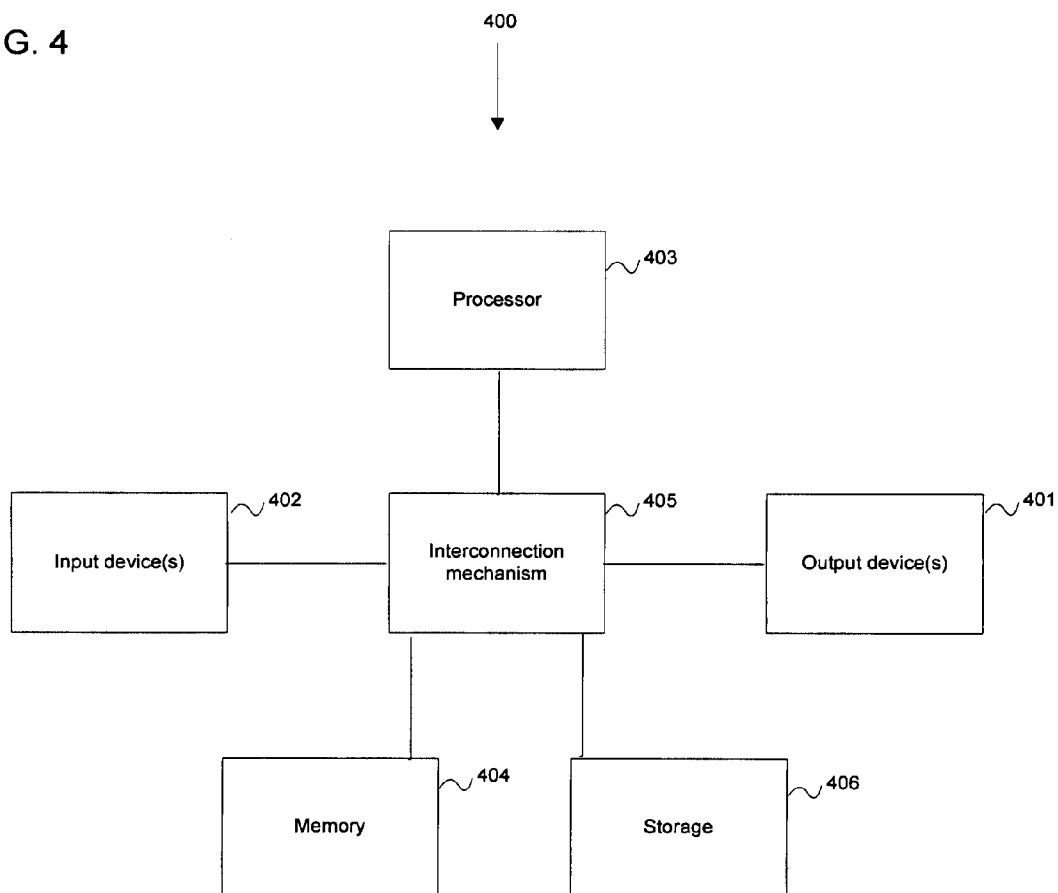 G. 4
400
403
Processor
402
405
401
Input device(s)
Interconnection
mechanism
Output device(s)
404
406
Memory
Storage